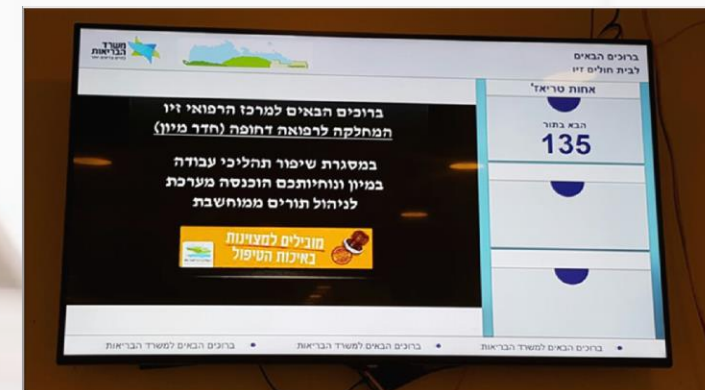 משרד
הבריאות
ברוכים הבאים
לבית חולים זיו
אחות טריאז'
הבא בתור
135
ברוכים הבאים למרכז הרפואי זיו
המחלקה לרפואה דחופה (חדר מיון)
במסגרת שיפור תהליכי עבודה
במיון ונוחיותכם הוכנסה מערכת
לניהול תורים ממוחשבת
מובילים למצוינות
באיכות הטיפול
• ברוכים הבאים למשרד הבריאות • ברוכים הבאים למשרד הבריאות • ברוכים הבאים למשרד הבריאות